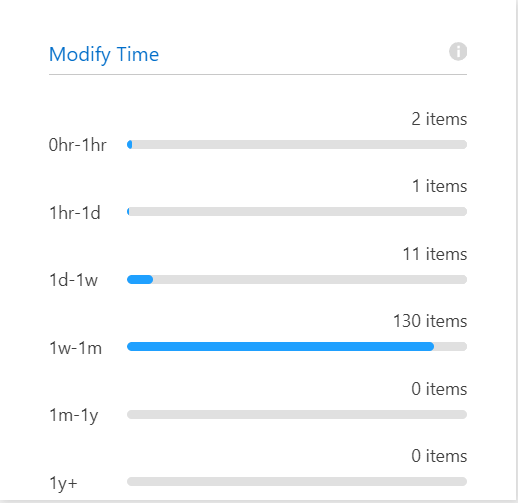 Modify Time
2 items
0hr-1hr
1 items
1hr-1d
11 items
1d-1w
130 items
1w-1m
0 items
1m-1y
0 items
1y+